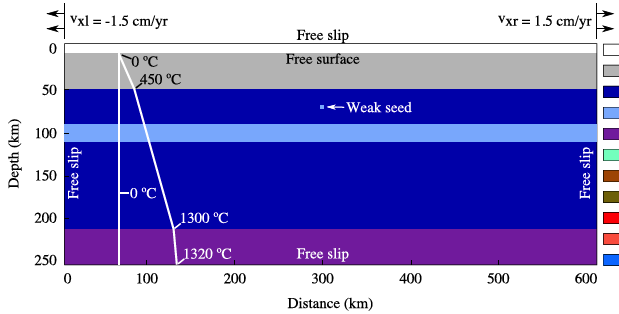 vxl = -1.5 cm/yr
vxr = 1.5 cm/yr
Free slip
Free surface
0 ºC
450 ºC
Weak seed
0 ºC
1300 ºC
1320 ºC
Free slip
Free slip
Free slip
Depth (km)
0
50
100
150
200
250
0 100 200 300 400 500 600
Distance (km)